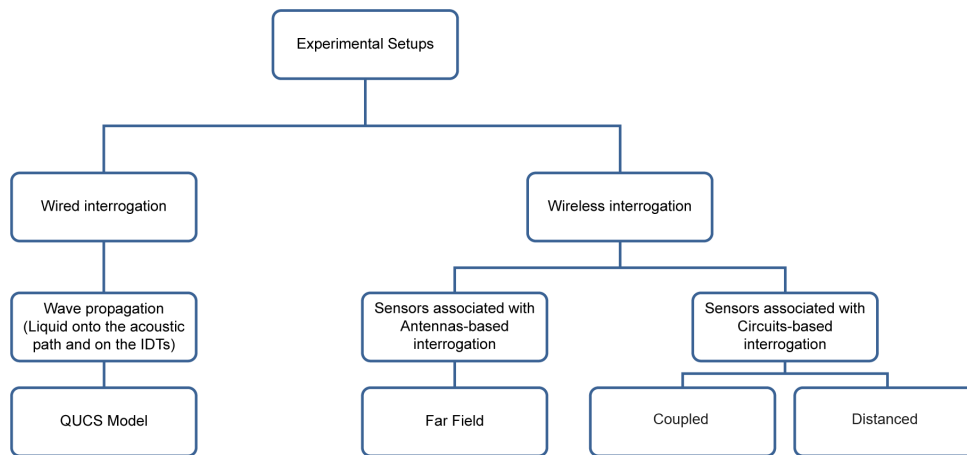 Experimental Setups
Wired interrogation
Wireless interrogation
Wave propagation
(Liquid onto the acoustic
path and on the IDTs)
Sensors associated with
Antennas-based
interrogation
Sensors associated with
Circuits-based
interrogation
QUCS Model
Far Field
Coupled
Distanced